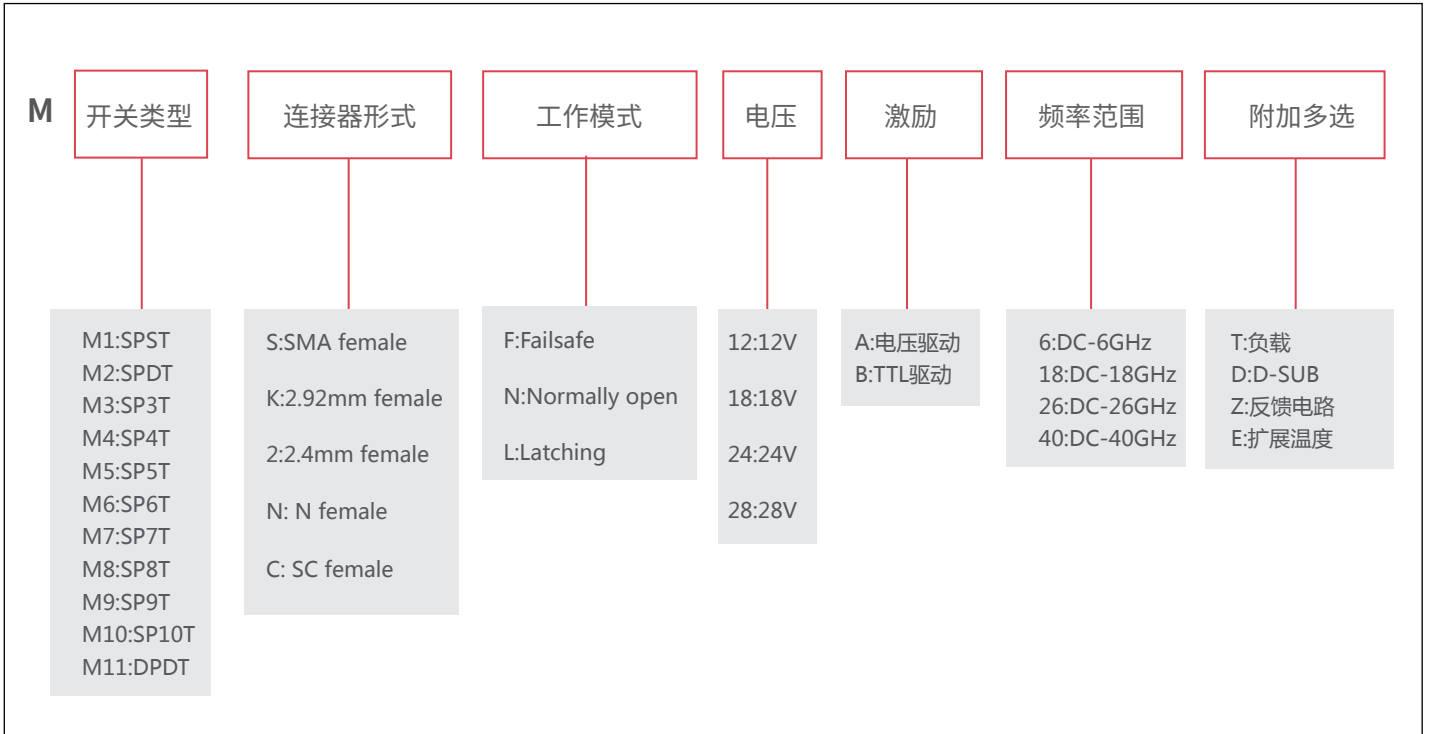 M
开关类型
连接器形式
工作模式
电压
激励
频率范围
附加多选
M1:SPST
M2:SPDT
M3:SP3T
M4:SP4T
M5:SP5T
M6:SP6T
M7:SP7T
M8:SP8T
M9:SP9T
M10:SP10T
M11:DPDT
S:SMA female
K:2.92mm female
2:2.4mm female
N: N female
C: SC female
F:Failsafe
N:Normally open
L:Latching
12:12V
18:18V
24:24V
28:28V
A:电压驱动
B:TTL驱动
6:DC-6GHz
18:DC-18GHz
26:DC-26GHz
40:DC-40GHz
T:负载
D:D-SUB
Z:反馈电路
E:扩展温度